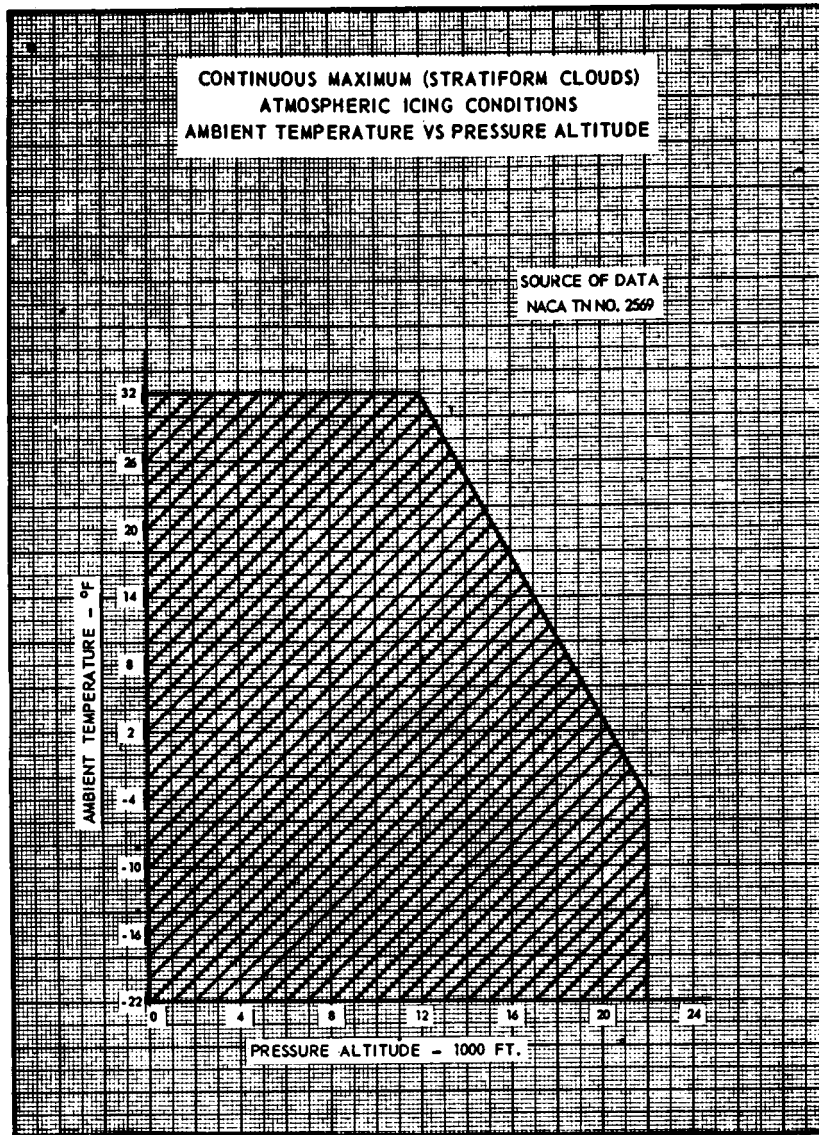 CONTINUOUS MAXIMUM (STRATIFORM CLOUDS)
ATMOSPHERIC ICING CONDITIONS
AMBIENT TEMPERATURE VS PRESSURE ALTITUDE
SOURCE OF DATA
NACA TN NO. 2569
32
26
20
14
8
2
-4
-10
-16
-22
AMBIENT TEMPERATURE - °F
0 4 8 12 16 20 24
PRESSURE ALTITUDE - 1000 FT.